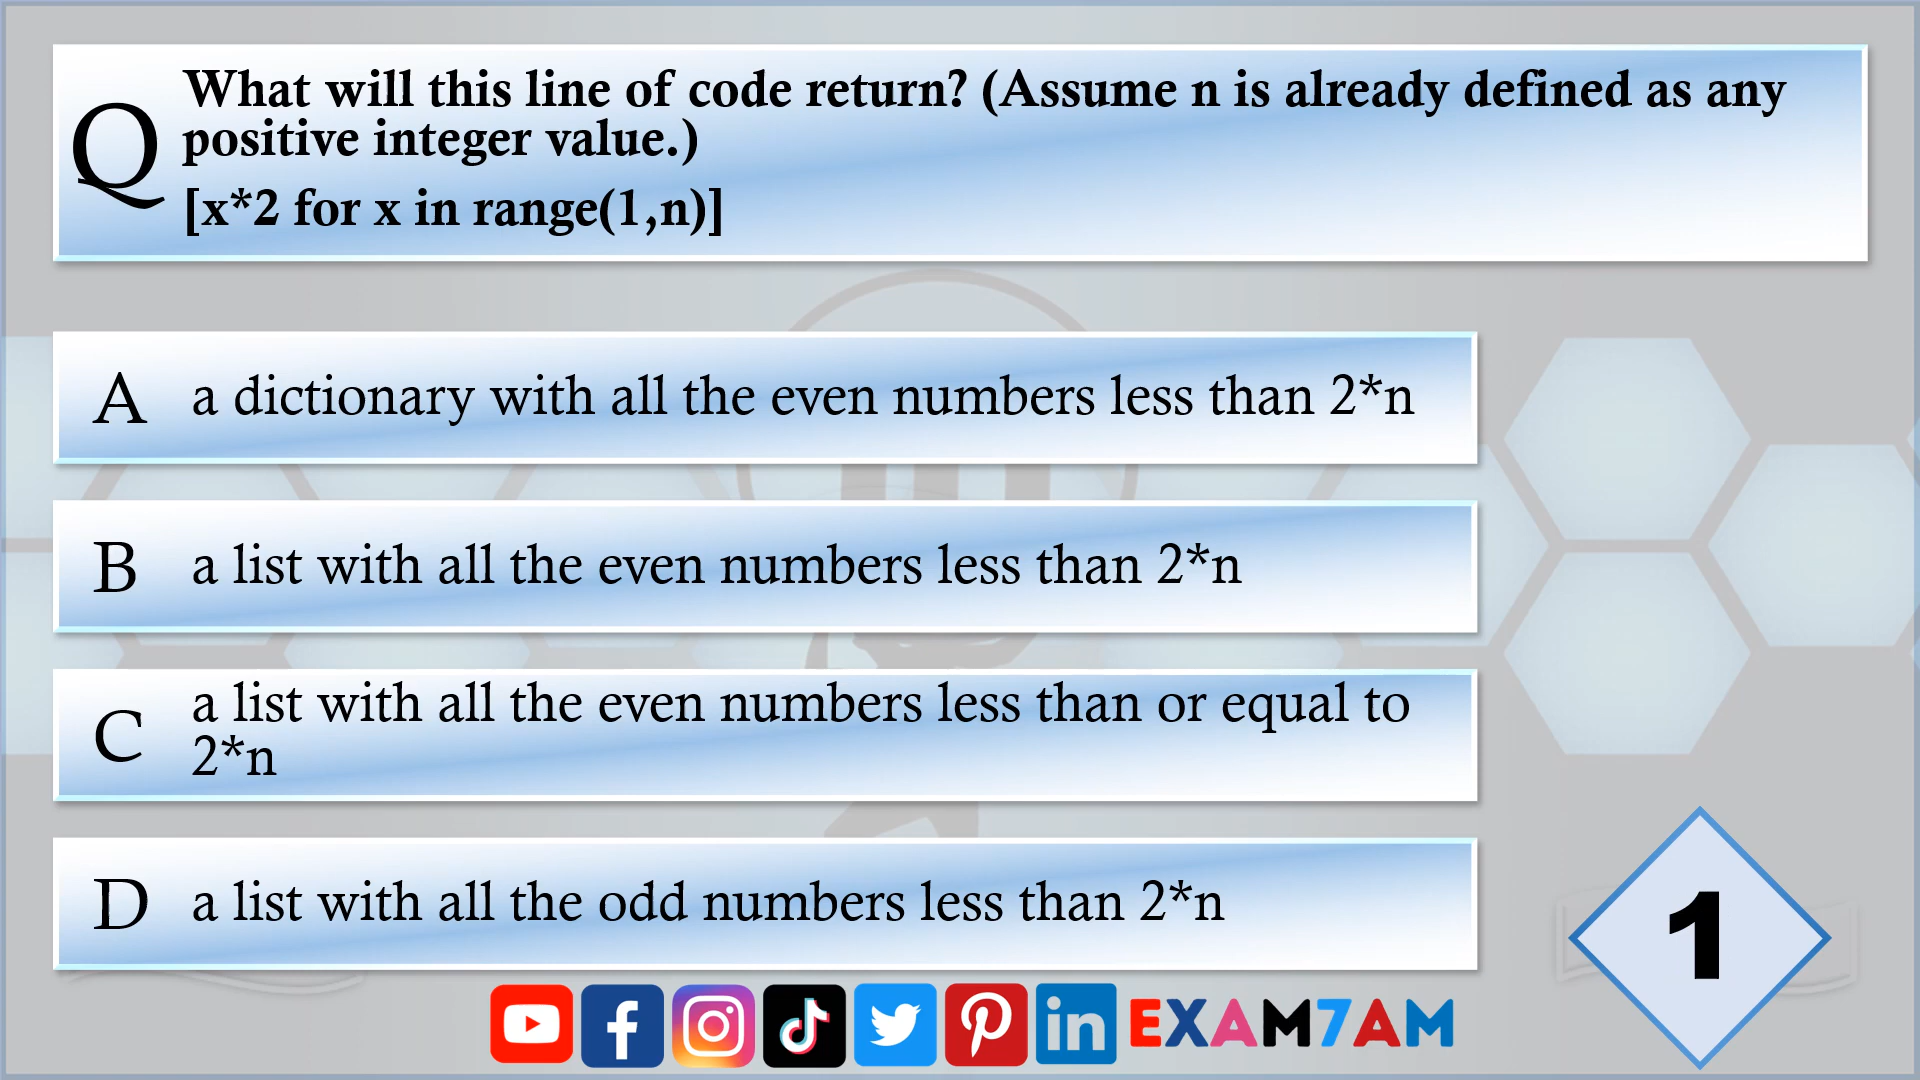 Q
What will this line of code return? (Assume n is already defined as any
positive integer value.)
[x*2 for x in range(1,n)]
A
a dictionary with all the even numbers less than 2*n
B
a list with all the even numbers less than 2*n
C
a list with all the even numbers less than or equal to
2*n
D
a list with all the odd numbers less than 2*n
1
EXAM7AM